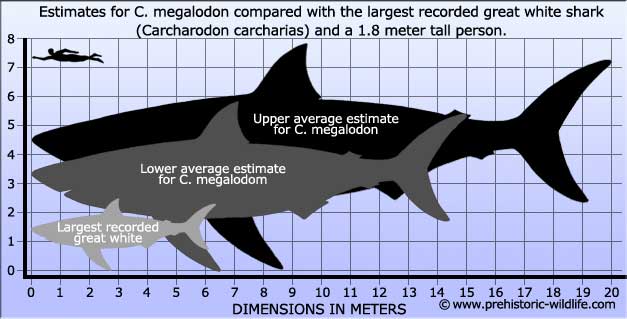 Estimates for C. megalodon compared with the largest recorded great white shark
(Carcharodon carcharias) and a 1.8 meter tall person.
8
7
6
5
4
3
2
1
0
Upper average estimate
for C. megalodon
Lower average estimate
for C. megalodom
Largest recorded
great white
0 1 2 3 4 5 6 7 8 9 10 11 12 13 14 15 16 17 18 19 20
DIMENSIONS IN METERS
©www.prehistoric-wildlife.com